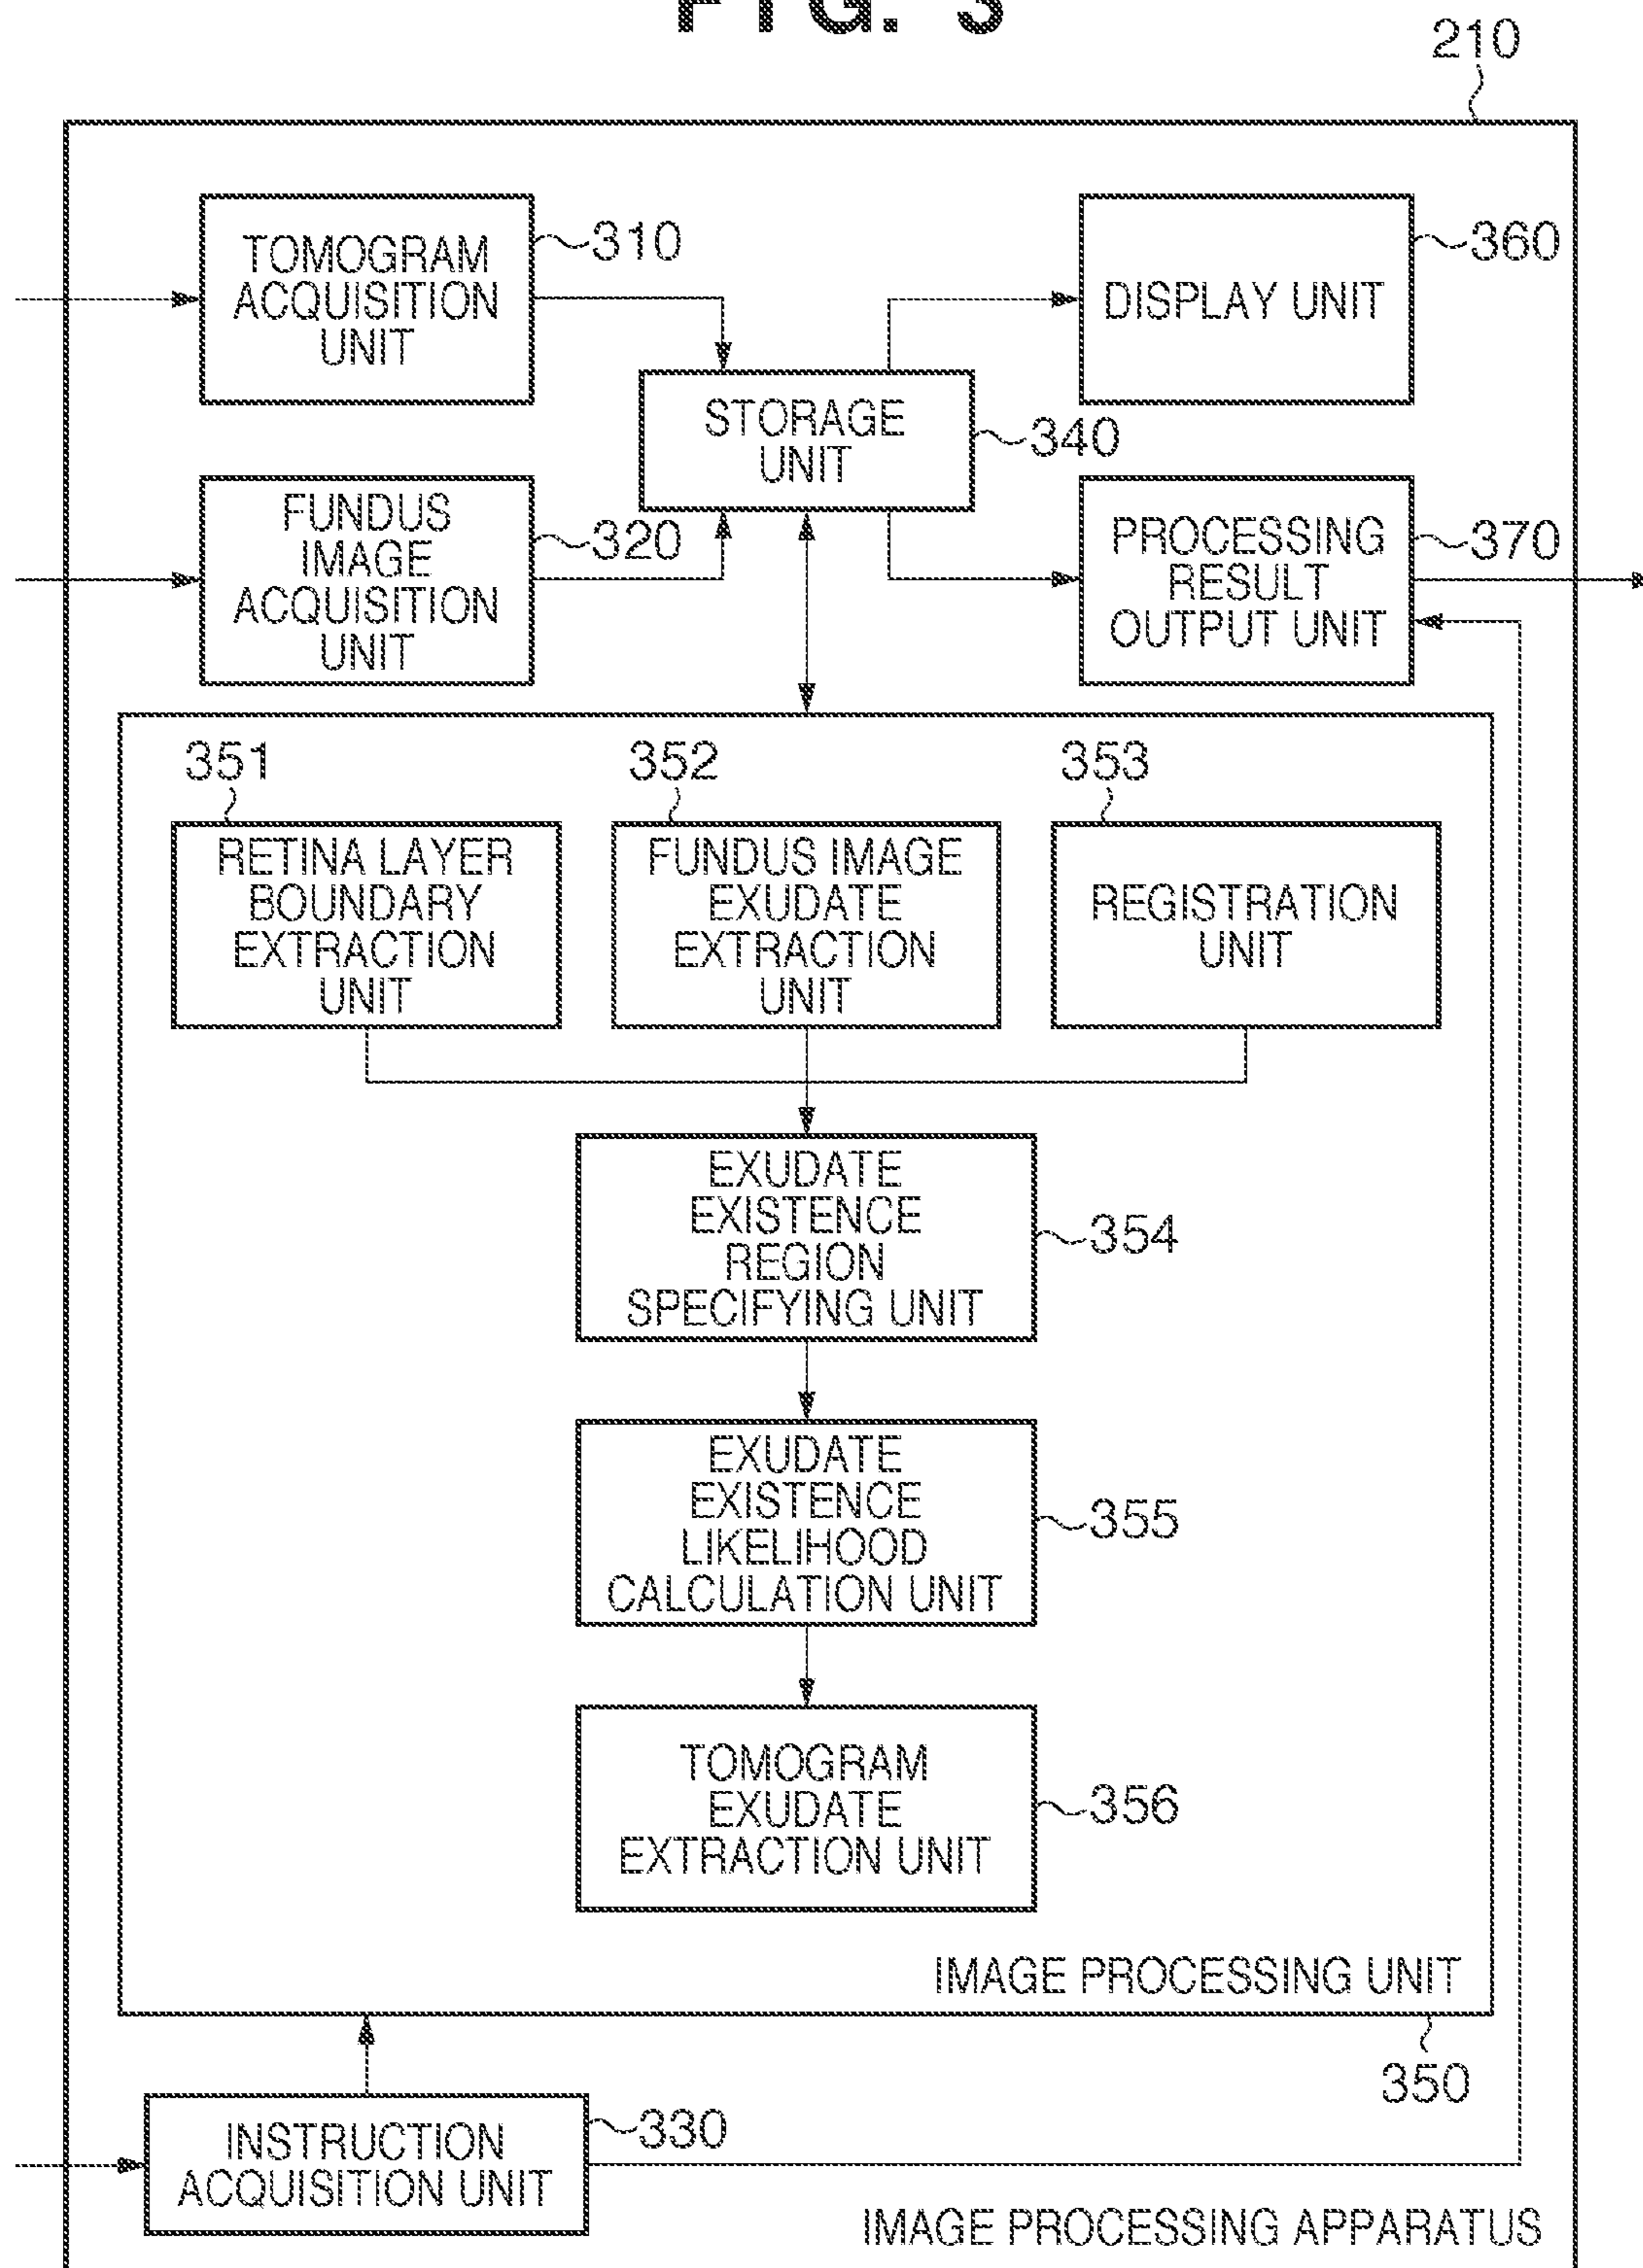 FIG. 3
210
TOMOGRAM
ACQUISITION
UNIT
310
DISPLAY UNIT
360
STORAGE
UNIT
340
FUNDUS
IMAGE
ACQUISITION
UNIT
320
PROCESSING
RESULT
OUTPUT UNIT
370
351
RETINA LAYER
BOUNDARY
EXTRACTION
UNIT
352
FUNDUS IMAGE
EXUDATE
EXTRACTION
UNIT
353
REGISTRATION
UNIT
EXUDATE
EXISTENCE
REGION
SPECIFYING UNIT
354
EXUDATE
EXISTENCE
LIKELIHOOD
CALCULATION UNIT
355
TOMOGRAM
EXUDATE
EXTRACTION UNIT
356
IMAGE PROCESSING UNIT
350
INSTRUCTION
ACQUISITION UNIT
330
IMAGE PROCESSING APPARATUS